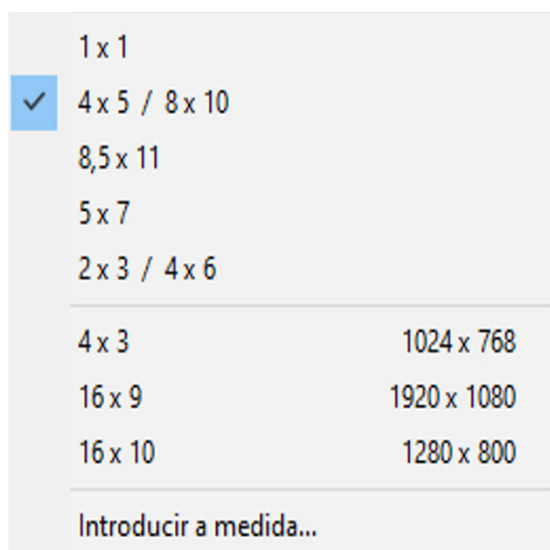 1 x 1
4 x 5 / 8 x 10
8,5 x 11
5 x 7
2 x 3 / 4 x 6
4 x 3 1024 x 768
16 x 9 1920 x 1080
16 x 10 1280 x 800
Introducir a medida...